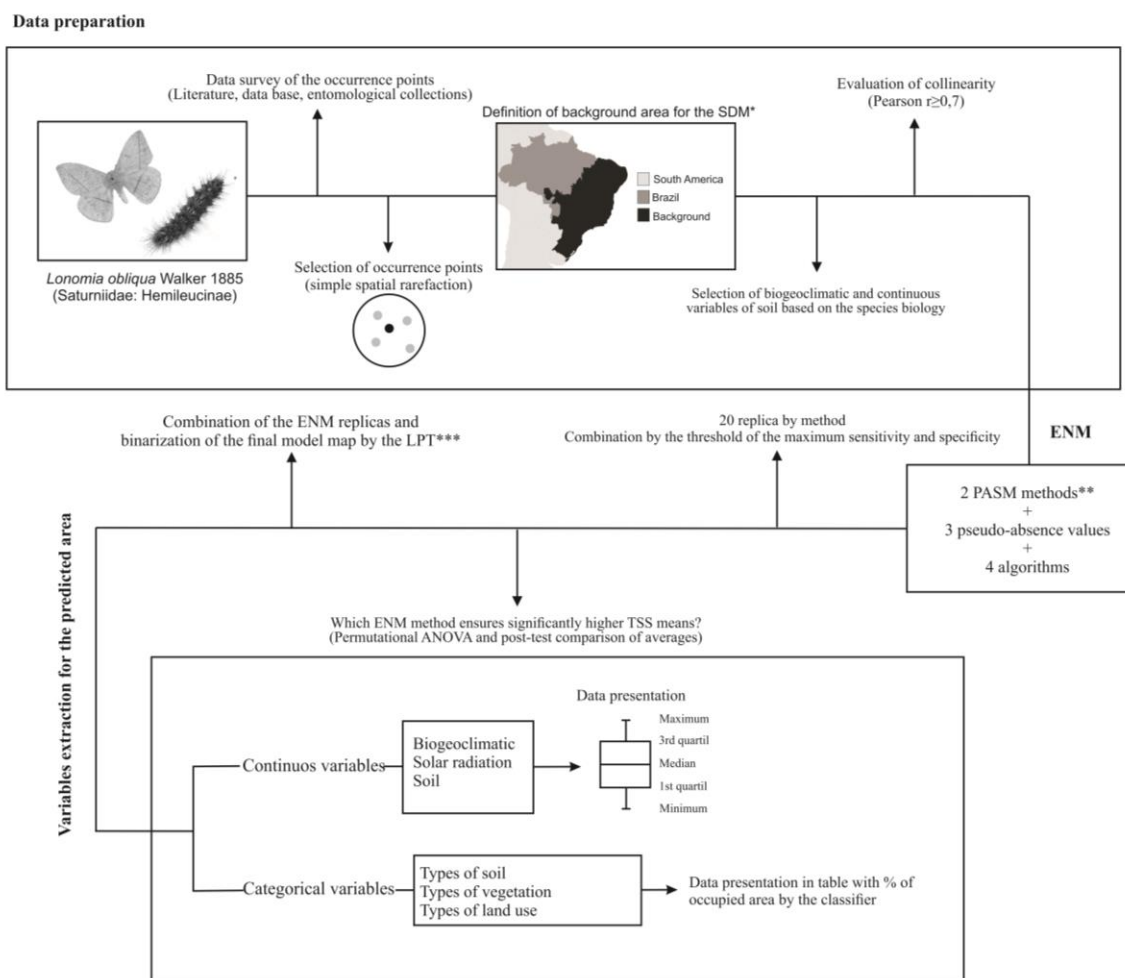 Data preparation
Data survey of the occurrence points
(Literature, data base, entomological collections)
Evaluation of collinearity
(Pearson r≥0,7)
Definition of background area for the SDM*
South America
Brazil
Background
Lonomia obliqua Walker 1885
(Saturniidae: Hemileucinae)
Selection of occurrence points
(simple spatial rarefaction)
Selection of biogeoclimatic and continuous
variables of soil based on the species biology
Combination of the ENM replicas and
binarization of the final model map by the LPT***
20 replica by method
Combination by the threshold of the maximum sensitivity and specificity
ENM
2 PASM methods**
+
3 pseudo-absence values
+
4 algorithms
Which ENM method ensures significantly higher TSS means?
(Permutational ANOVA and post-test comparison of averages)
Variables extraction for the predicted area
Data presentation
Continuos variables
Biogeoclimatic
Solar radiation
Soil
Maximum
3rd quartil
Median
1st quartil
Minimum
Categorical variables
Types of soil
Types of vegetation
Types of land use
Data presentation in table with % of
occupied area by the classifier